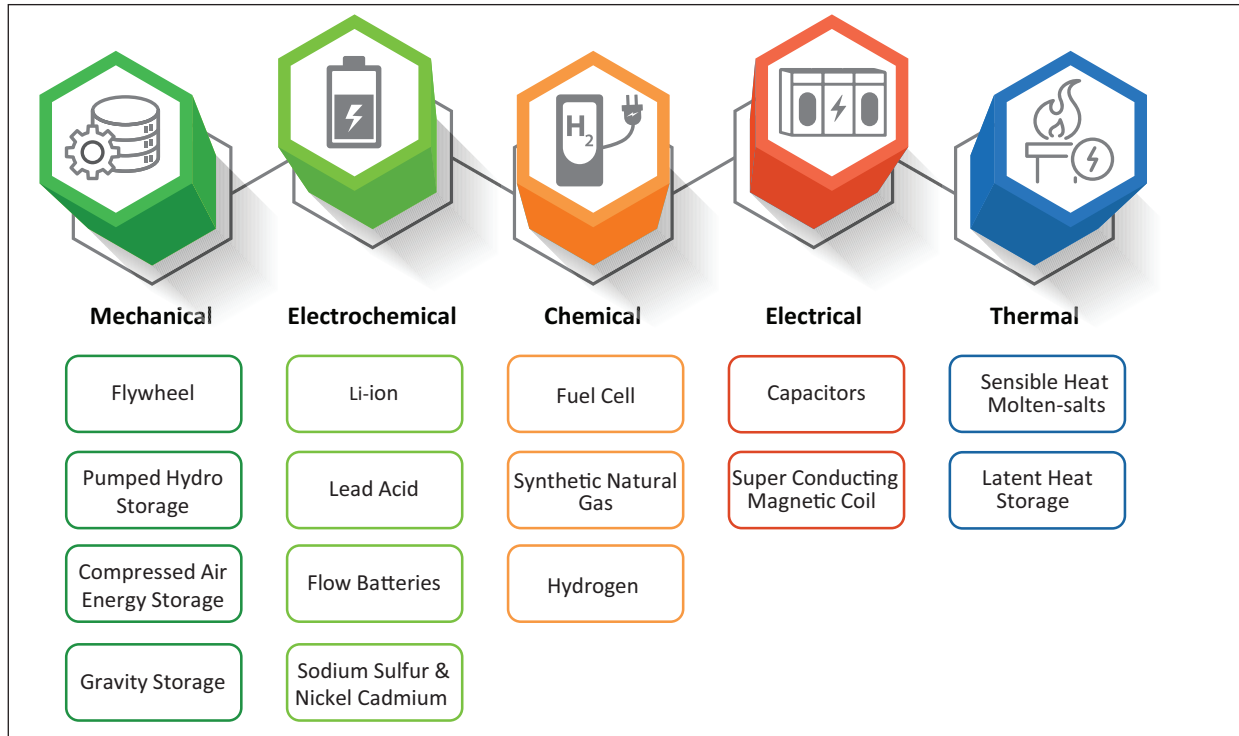 H2
Mechanical
Electrochemical
Chemical
Electrical
Thermal
Flywheel
Pumped Hydro
Storage
Compressed Air
Energy Storage
Gravity Storage
Li-ion
Lead Acid
Flow Batteries
Sodium Sulfur &
Nickel Cadmium
Fuel Cell
Synthetic Natural
Gas
Hydrogen
Capacitors
Super Conducting
Magnetic Coil
Sensible Heat
Molten-salts
Latent Heat
Storage